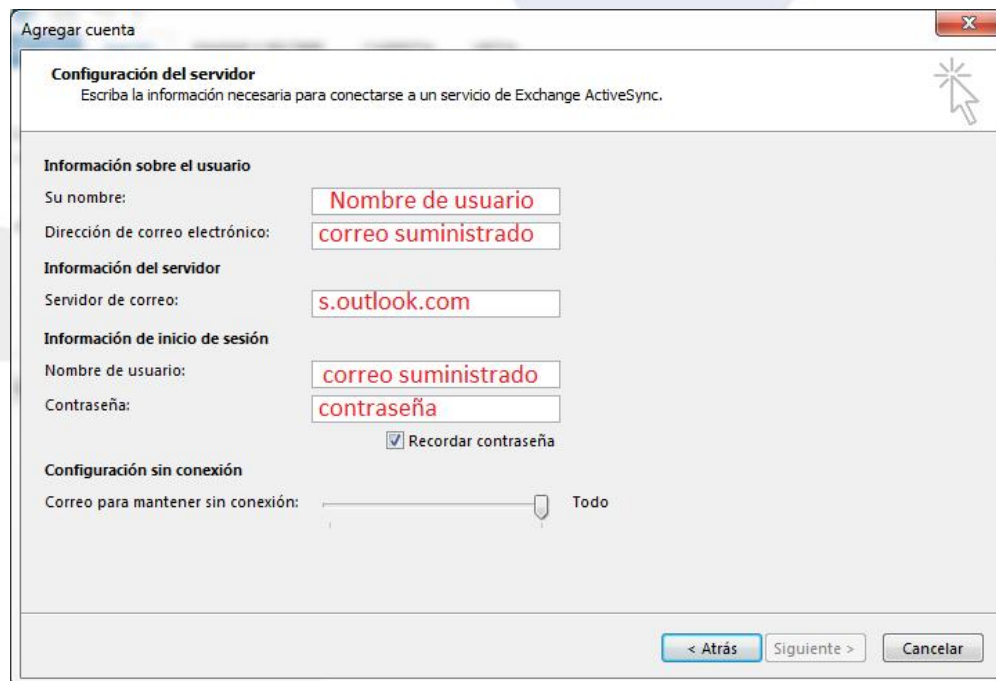 Agregar cuenta
Configuración del servidor
Escriba la información necesaria para conectarse a un servicio de Exchange ActiveSync.
Información sobre el usuario
Su nombre: Nombre de usuario
Dirección de correo electrónico: correo suministrado
Información del servidor
Servidor de correo: s.outlook.com
Información de inicio de sesión
Nombre de usuario: correo suministrado
Contraseña: contraseña
Recordar contraseña
Configuración sin conexión
Correo para mantener sin conexión: Todo
< Atrás Siguiente > Cancelar